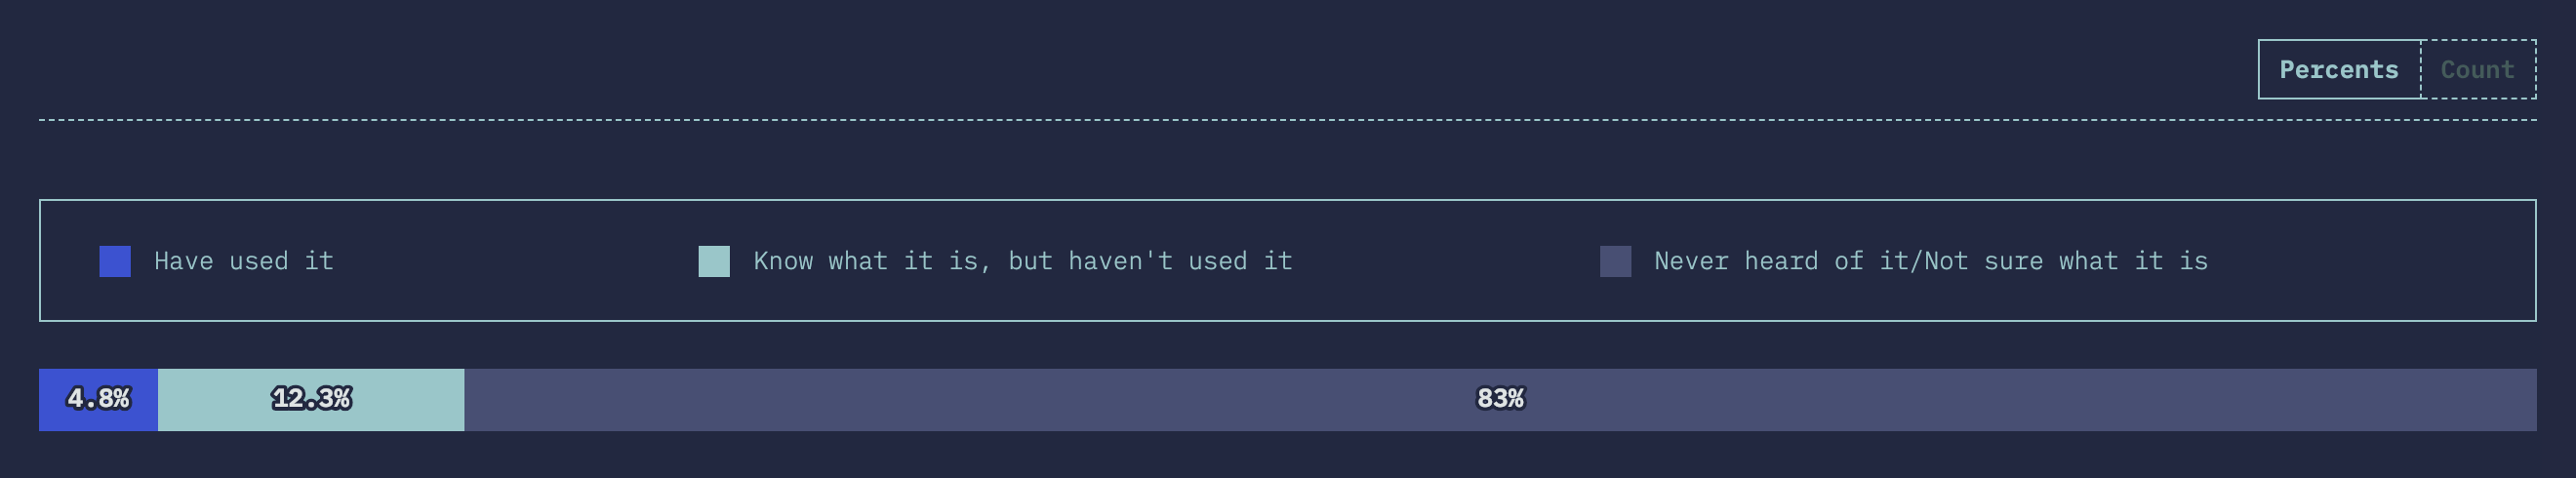 Percents Count
Have used it Know what it is, but haven't used it Never heard of it/Not sure what it is
4.8% 12.3% 83%